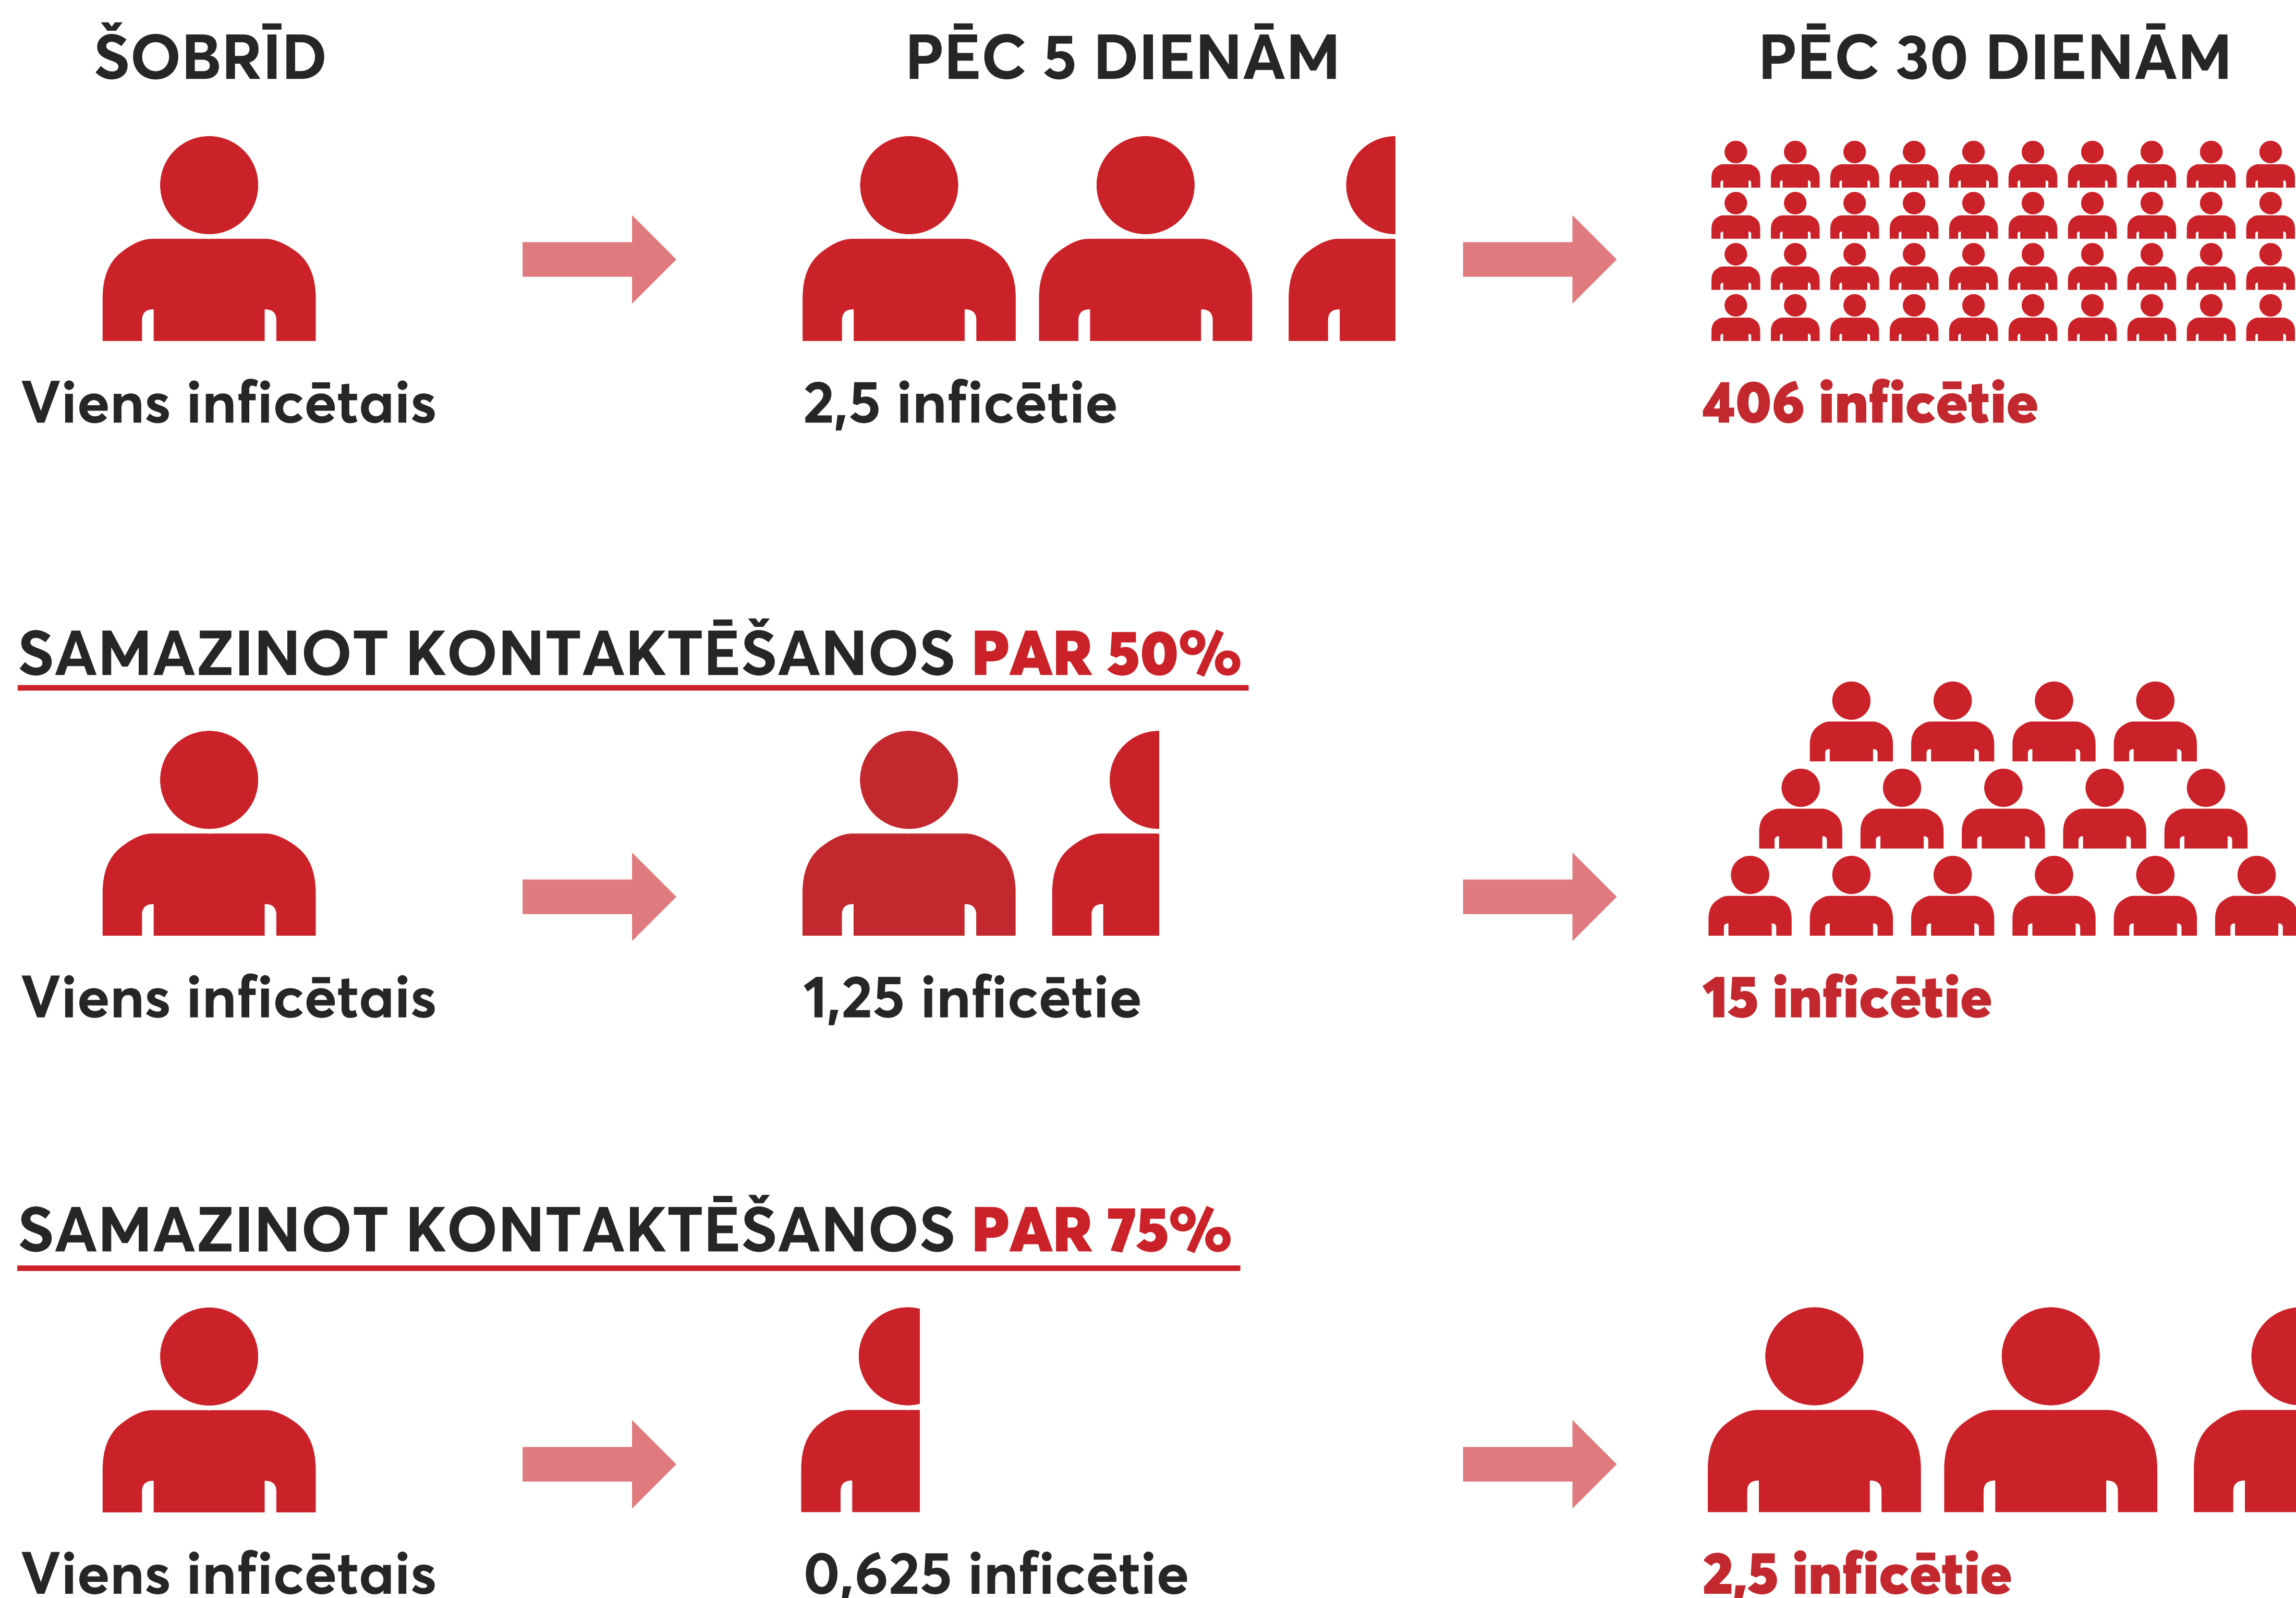 ŠOBRĪD
PĒC 5 DIENĀM
PĒC 30 DIENĀM
Viens inficētais
2,5 inficētie
406 inficētie
SAMAZINOT KONTAKTĒŠANOS PAR 50%
Viens inficētais
1,25 inficētie
15 inficētie
SAMAZINOT KONTAKTĒŠANOS PAR 75%
Viens inficētais
0,625 inficētie
2,5 inficētie